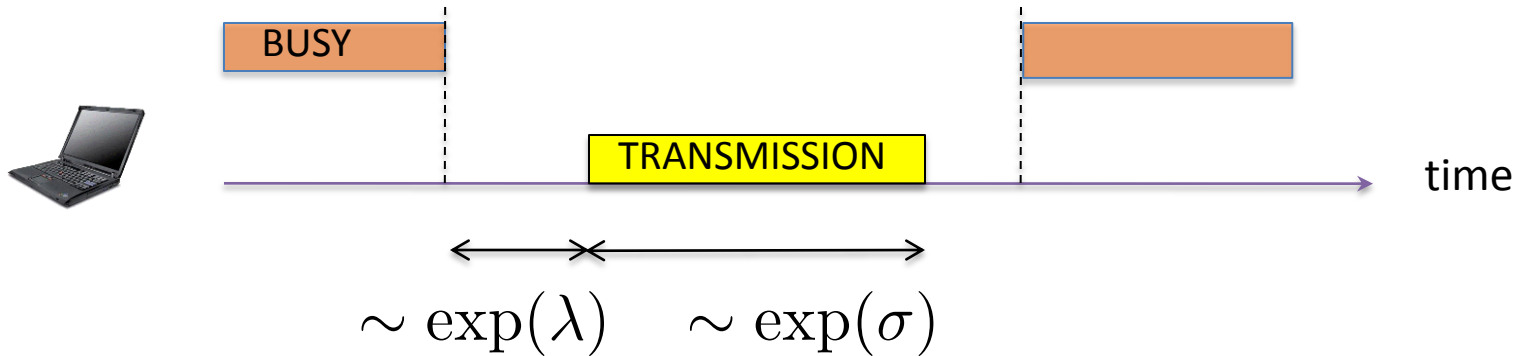 BUSY
TRANSMISSION
time
∼ exp(λ) ∼ exp(σ)